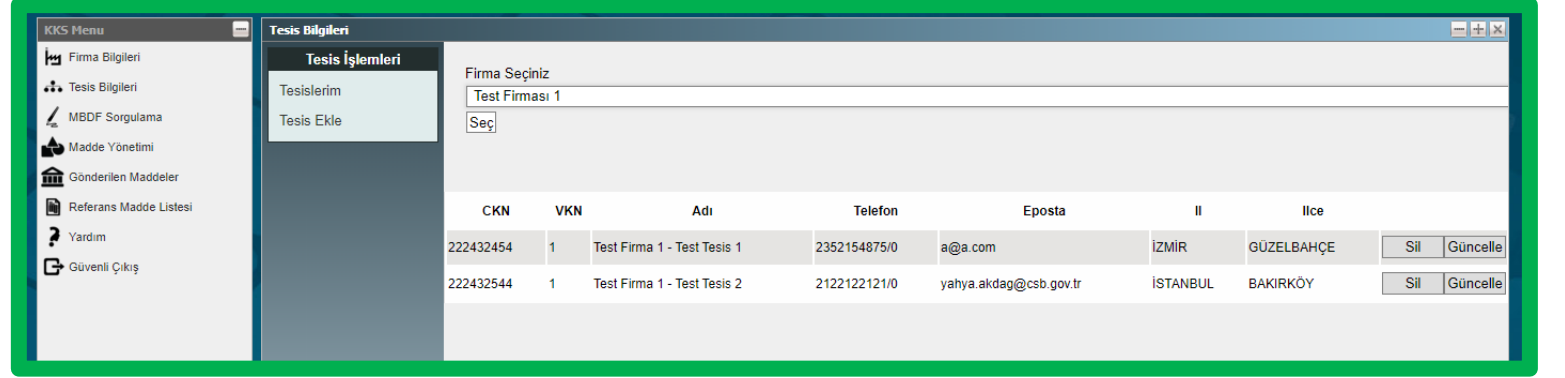 KKS Menu
Firma Bilgileri
Tesis Bilgileri
MBDF Sorgulama
Madde Yönetimi
Gönderilen Maddeler
Referans Madde Listesi
Yardım
Güvenli Çıkış
Tesis Bilgileri
Tesis İşlemleri
Tesislerim
Tesis Ekle
Firma Seçiniz
Test Firması 1
Seç
CKN VKN Adı Telefon Eposta Il Ilce
222432454 1 Test Firma 1 - Test Tesis 1 2352154875/0 a@a.com İZMİR GÜZELBAHÇE Sil Güncelle
222432544 1 Test Firma 1 - Test Tesis 2 2122122121/0 yahya.akdag@csb.gov.tr İSTANBUL BAKIRKÖY Sil Güncelle